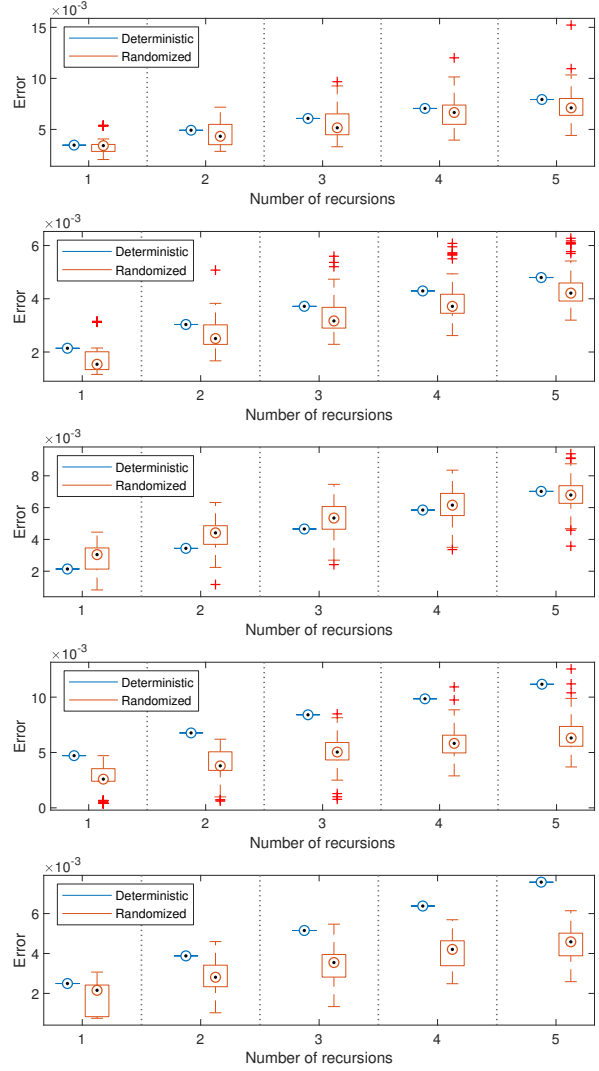 ×10⁻³
15
10
5
Error
Deterministic
Randomized
1 2 3 4 5
Number of recursions
×10⁻³
6
4
2
Error
Deterministic
Randomized
1 2 3 4 5
Number of recursions
×10⁻³
8
6
4
2
Error
Deterministic
Randomized
1 2 3 4 5
Number of recursions
×10⁻³
10
5
0
Error
Deterministic
Randomized
1 2 3 4 5
Number of recursions
×10⁻³
6
4
2
Error
Deterministic
Randomized
1 2 3 4 5
Number of recursions